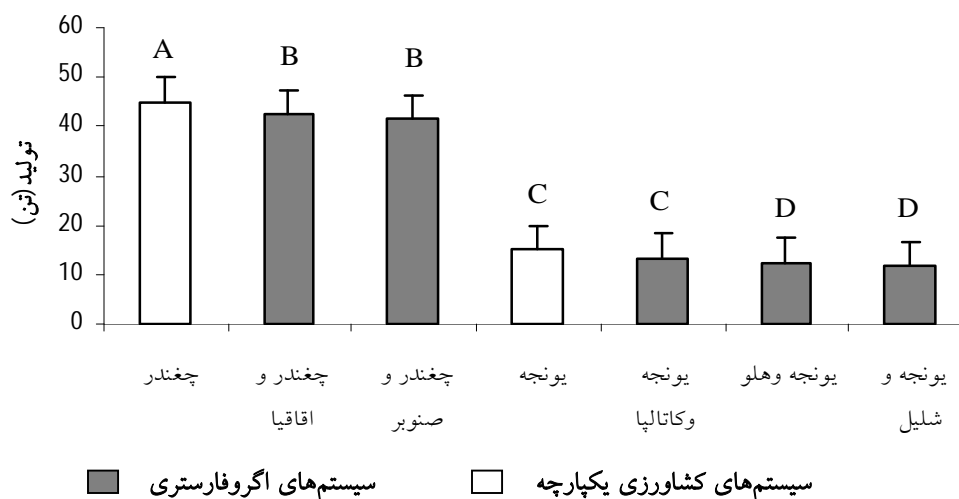 60
50
40
30
20
10
0
تولید (تن)
A
B
B
C
C
D
D
چغندر
چغندر و
اقاقیا
چغندر و
صنوبر
یونجه
یونجه
وکاتالپا
یونجه وهلو
یونجه و
شلیل
سیستم‌های اگروفارستری
سیستم‌های کشاورزی یکپارچه